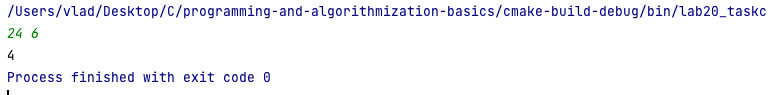 /Users/vlad/Desktop/C/programming-and-algorithmization-basics/cmake-build-debug/bin/lab20_taskc
24 6
4
Process finished with exit code 0